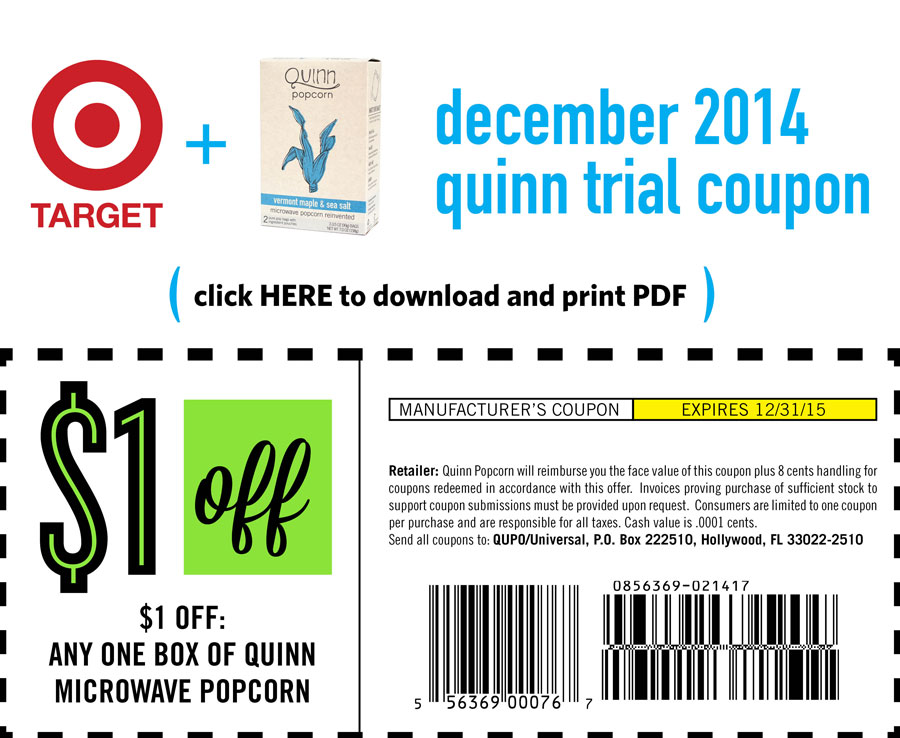 TARGET
+
Quinn
popcorn
vermont maple & sea salt
microwave popcorn reinvented
december 2014
quinn trial coupon
( click HERE to download and print PDF )
$1 off
$1 OFF:
ANY ONE BOX OF QUINN
MICROWAVE POPCORN
MANUFACTURER'S COUPON EXPIRES 12/31/15
Retailer: Quinn Popcorn will reimburse you the face value of this coupon plus 8 cents handling for
coupons redeemed in accordance with this offer. Invoices proving purchase of sufficient stock to
support coupon submissions must be provided upon request. Consumers are limited to one coupon
per purchase and are responsible for all taxes. Cash value is .0001 cents.
Send all coupons to: QUPO/Universal, P.O. Box 222510, Hollywood, FL 33022-2510
0856369-021417
5 56369 00076 7